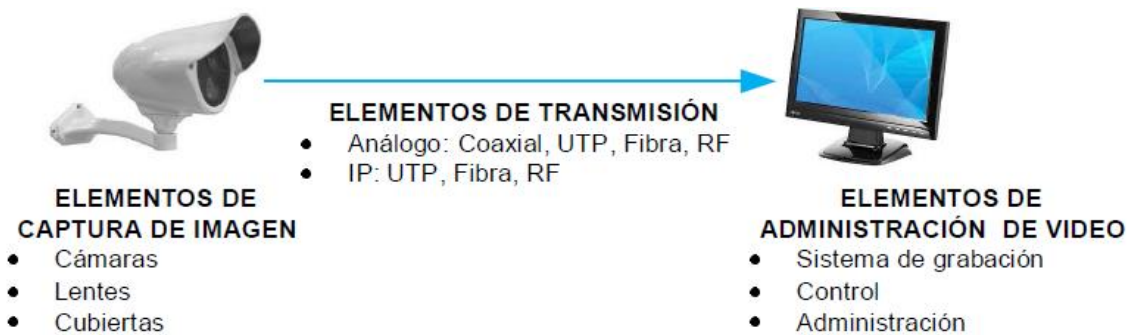 ELEMENTOS DE TRANSMISIÓN
• Análogo: Coaxial, UTP, Fibra, RF
• IP: UTP, Fibra, RF
ELEMENTOS DE
CAPTURA DE IMAGEN
• Cámaras
• Lentes
• Cubiertas
ELEMENTOS DE
ADMINISTRACIÓN DE VIDEO
• Sistema de grabación
• Control
• Administración